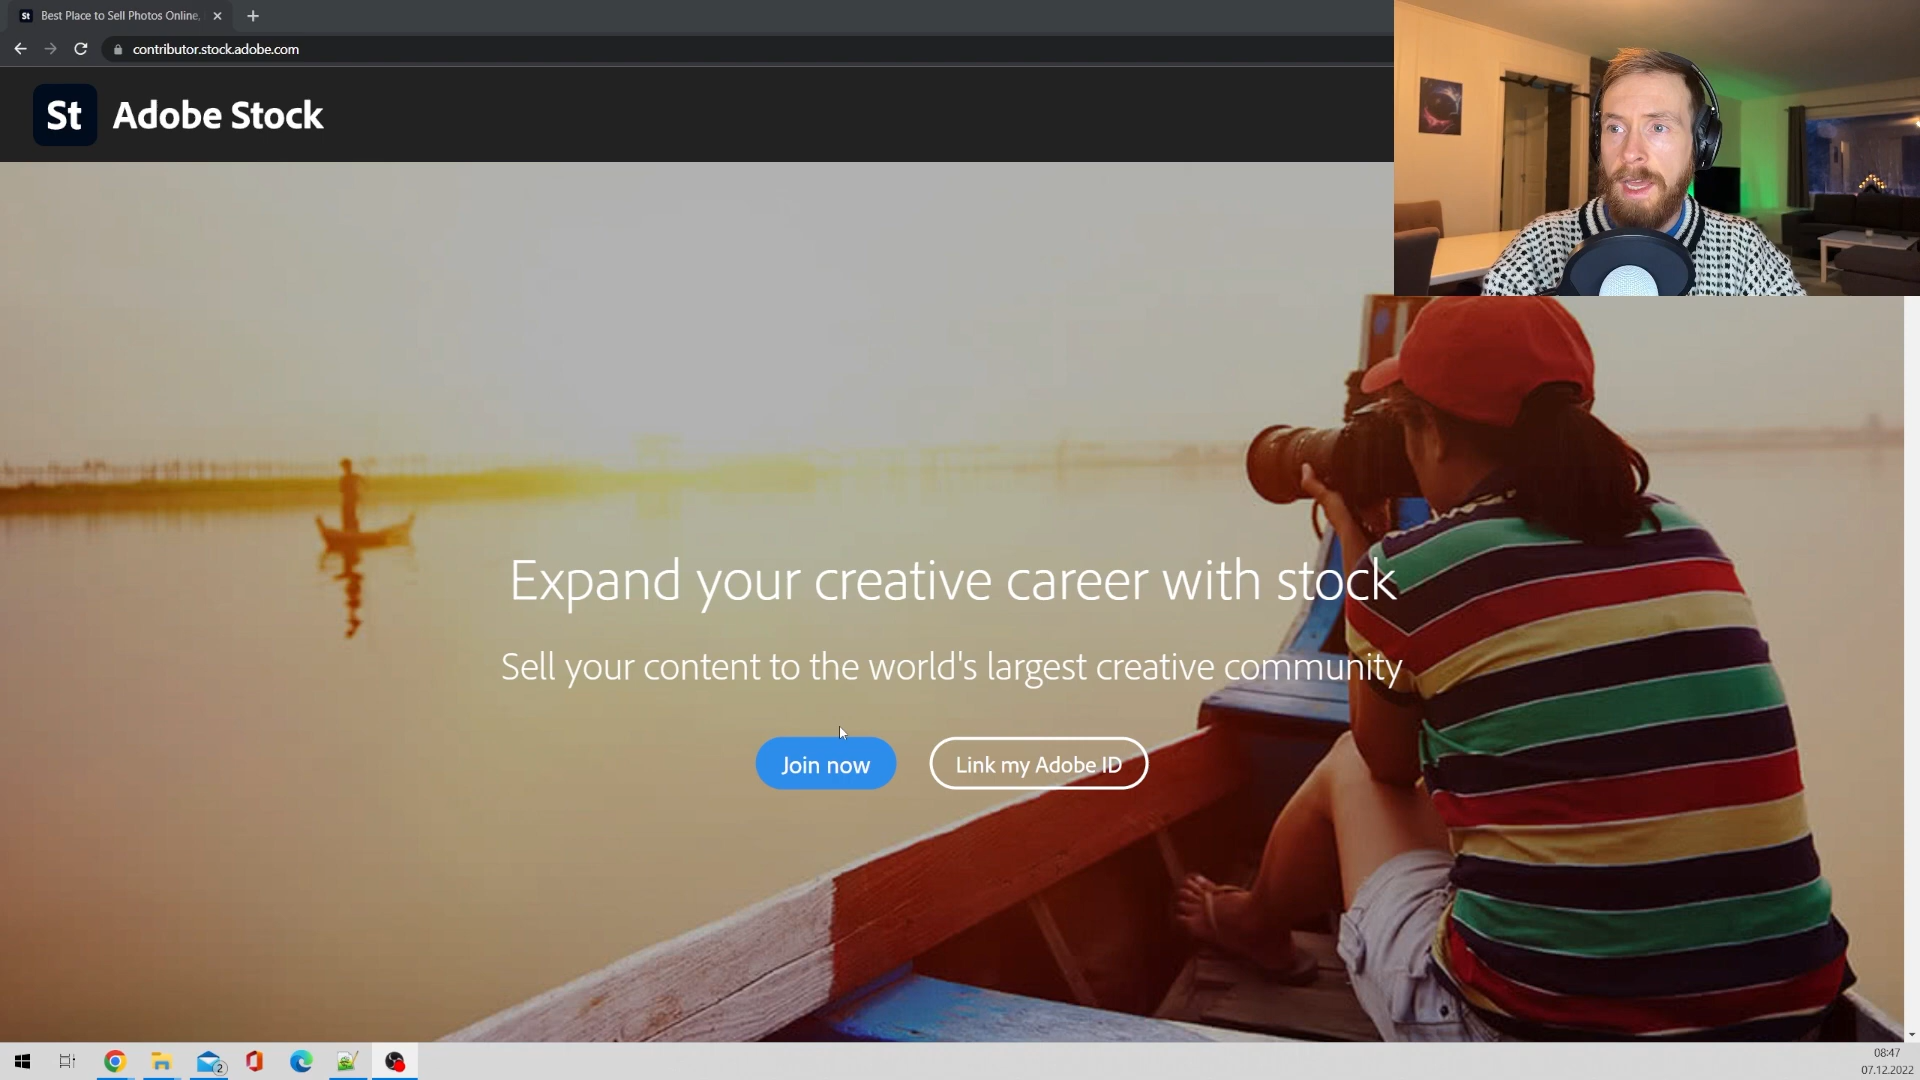 St Best Place to Sell Photos Online,
contributor.stock.adobe.com
St Adobe Stock
Expand your creative career with stock
Sell your content to the world's largest creative community
Join now
Link my Adobe ID
2
08:47
07.12.2022